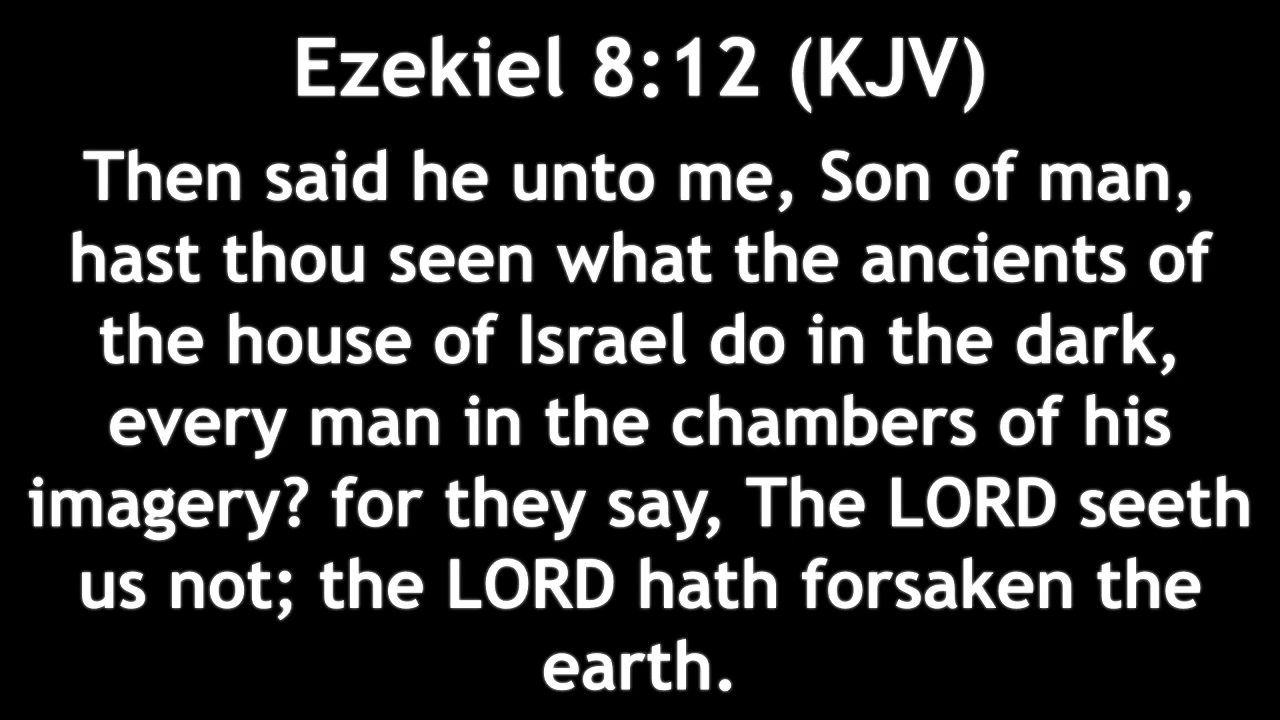 Ezekiel 8:12 (KJV)
Then said he unto me, Son of man,
hast thou seen what the ancients of
the house of Israel do in the dark,
every man in the chambers of his
imagery? for they say, The LORD seeth
us not; the LORD hath forsaken the
earth.